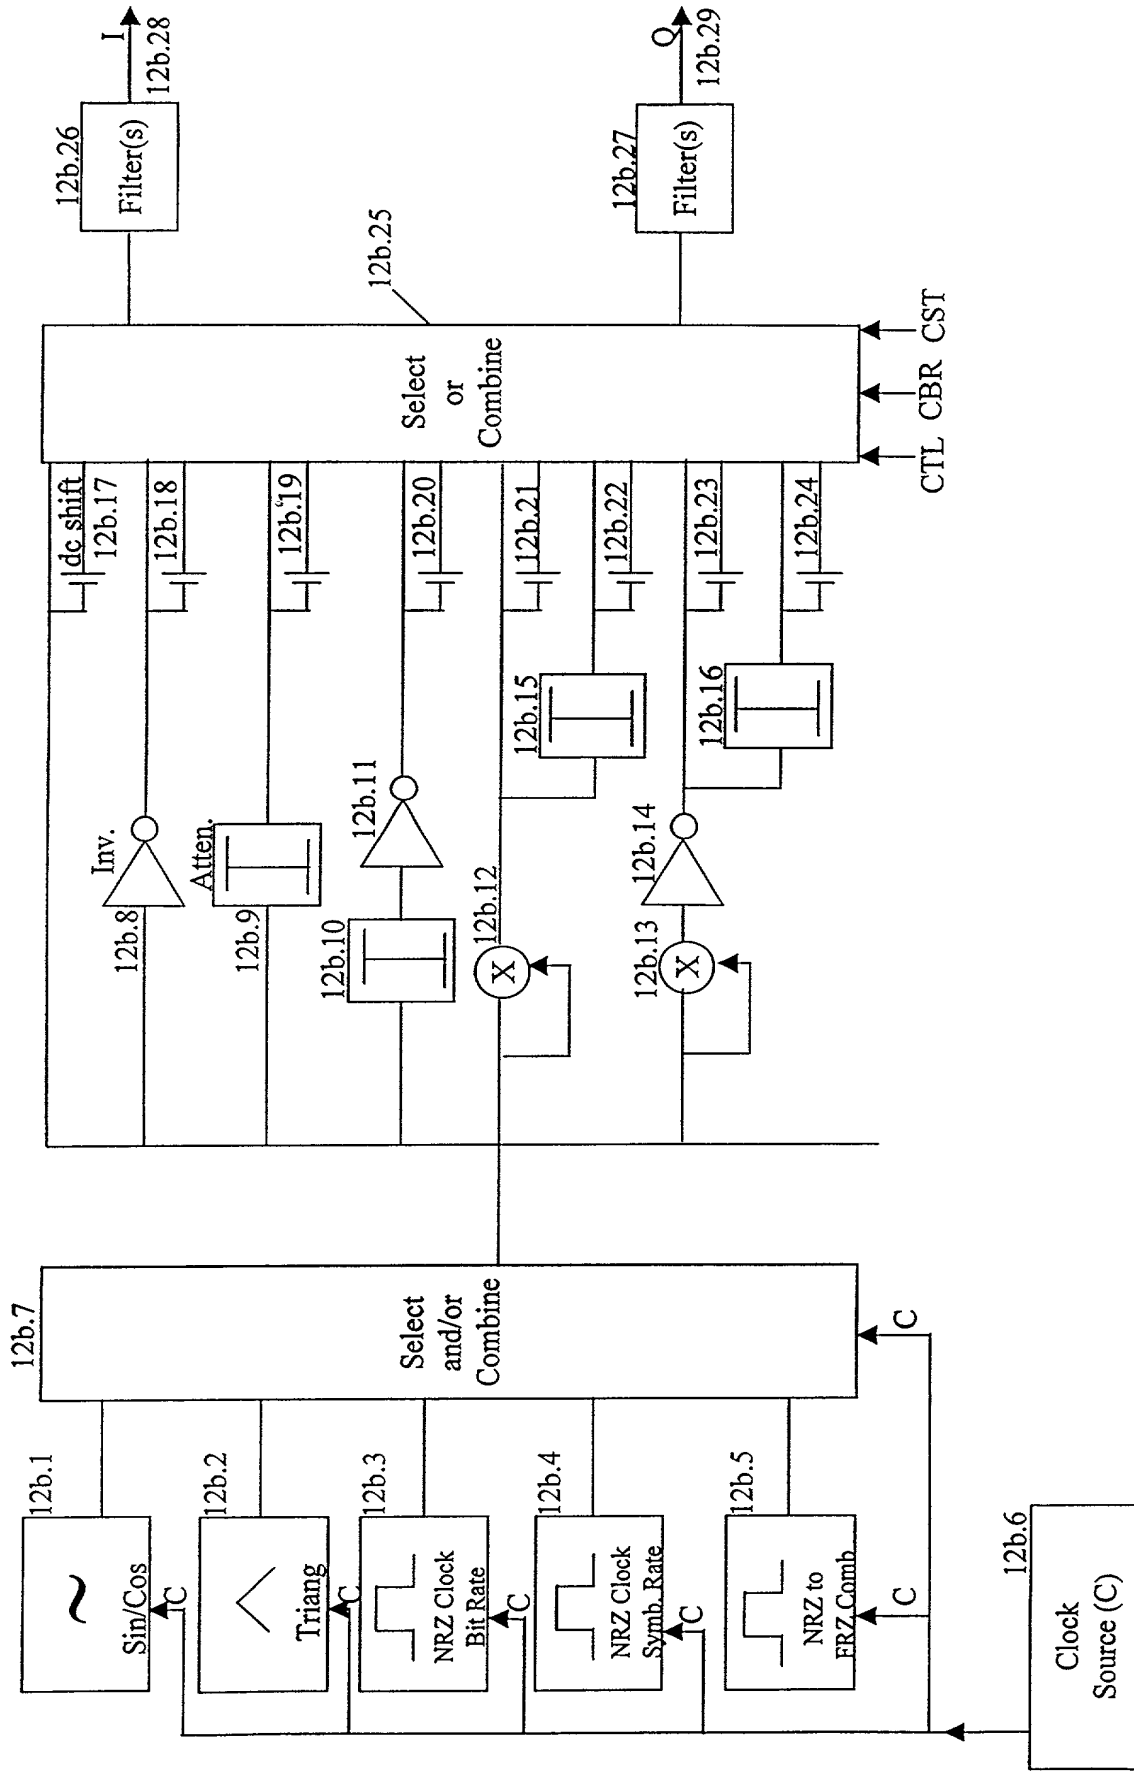 12b.1
Sin/Cos
C
12b.2
Triang
C
12b.3
NRZ Clock
Bit Rate
C
12b.4
NRZ Clock
Symb. Rate
C
12b.5
NRZ to
FRZ Comb
C
12b.6
Clock
Source (C)
12b.7
Select
and/or
Combine
C
12b.8
Inv.
12b.9
Atten.
12b.10
12b.11
12b.12
12b.13
12b.14
12b.15
12b.16
dc shift
12b.17
12b.18
12b.19
12b.20
12b.21
12b.22
12b.23
12b.24
X
X
Select
or
Combine
12b.25
CTL
CBR
CST
12b.26
Filter(s)
I
12b.28
12b.27
Filter(s)
Q
12b.29